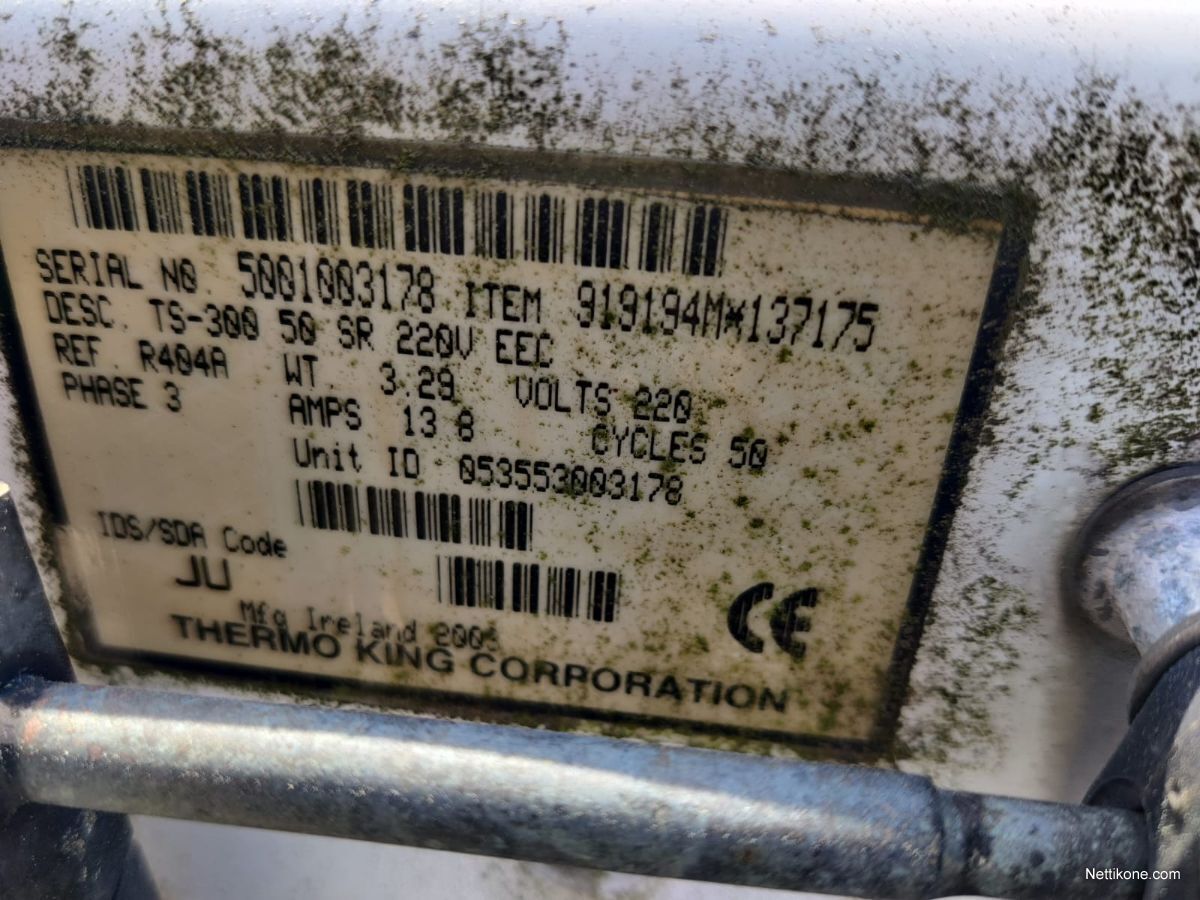 SERIAL NO 5001003178 ITEM 919194M*137175
DESC. TS-300 50 SR 220V EEC
REF. R404A WT. 3.29 VOLTS 220
PHASE 3 AMPS 13 8 CYCLES 50
Unit ID 053553003178
IDS/SDA Code
JU
Mfg Ireland
THERMO KING CORPORATION
CE
Nettikone.com